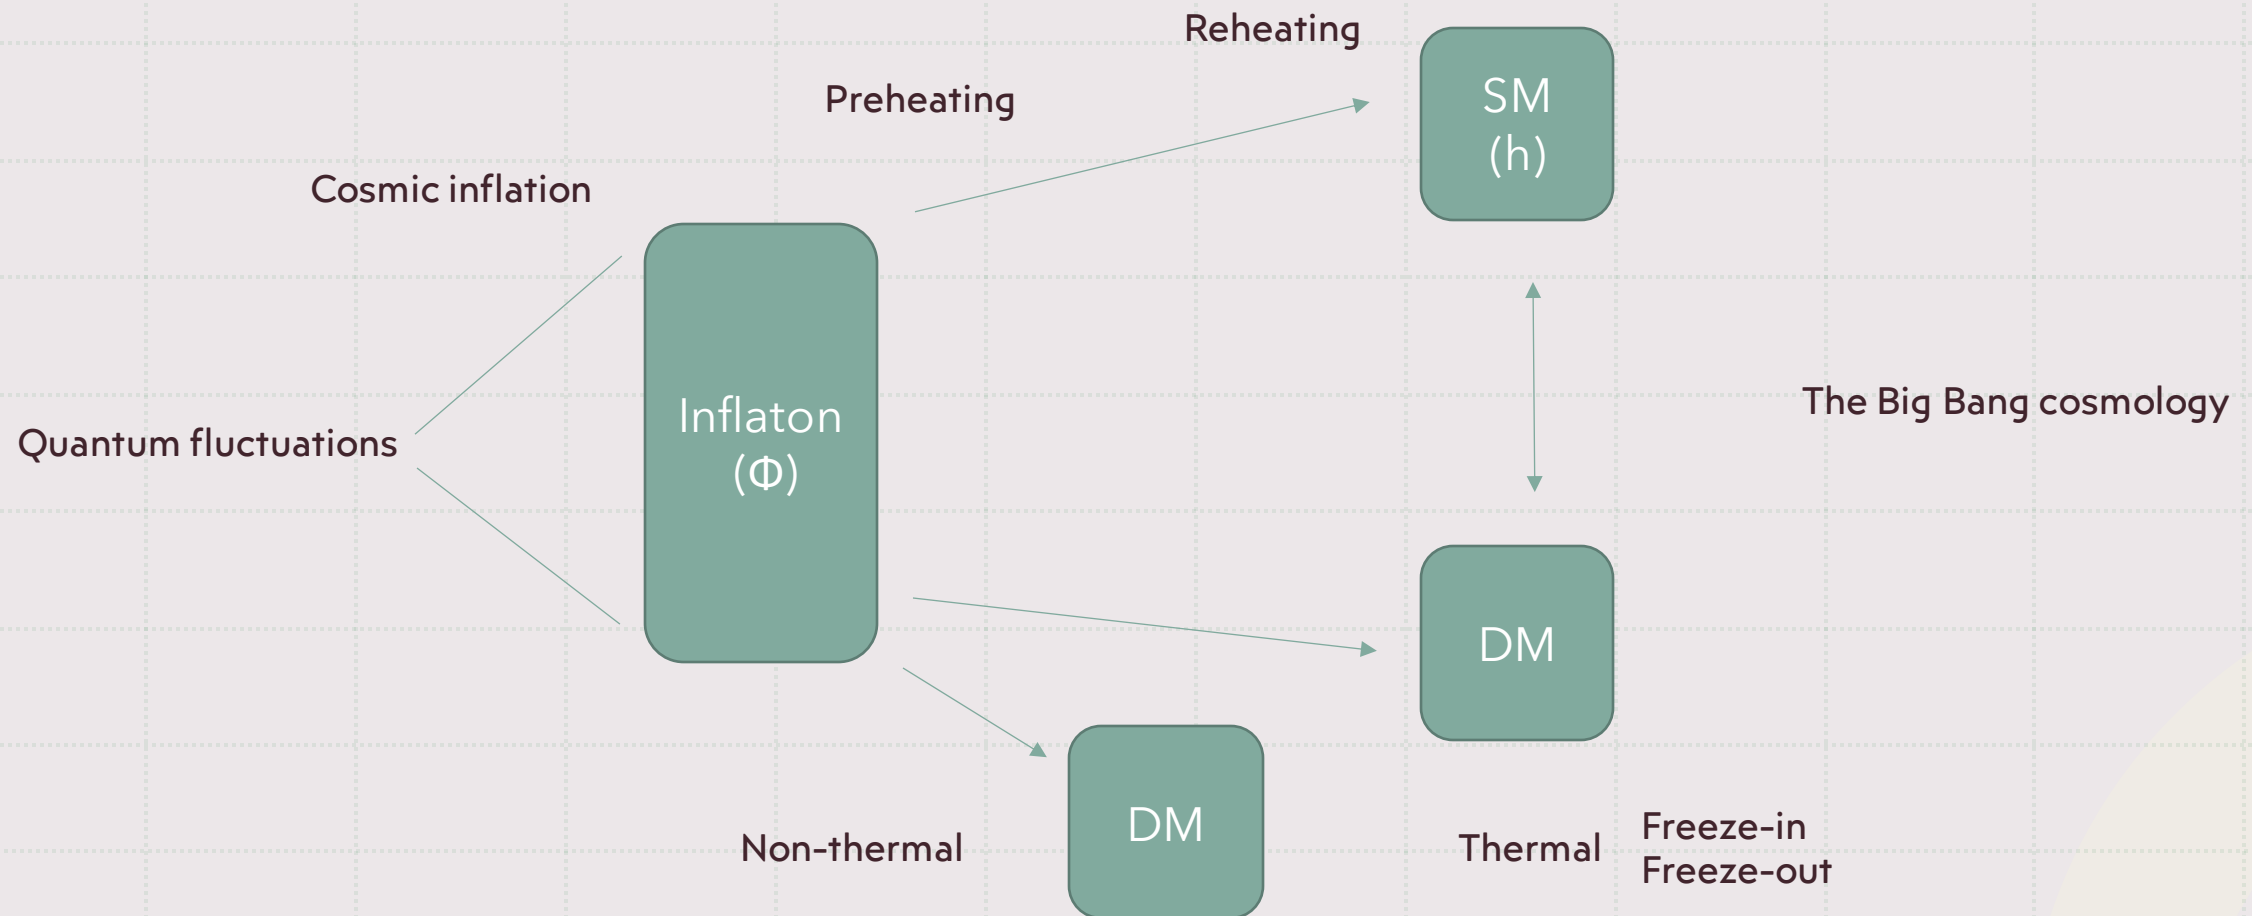 Reheating
Preheating
SM
(h)
Cosmic inflation
Inflaton
(Φ)
Quantum fluctuations
The Big Bang cosmology
DM
DM
Non-thermal
Thermal
Freeze-in
Freeze-out